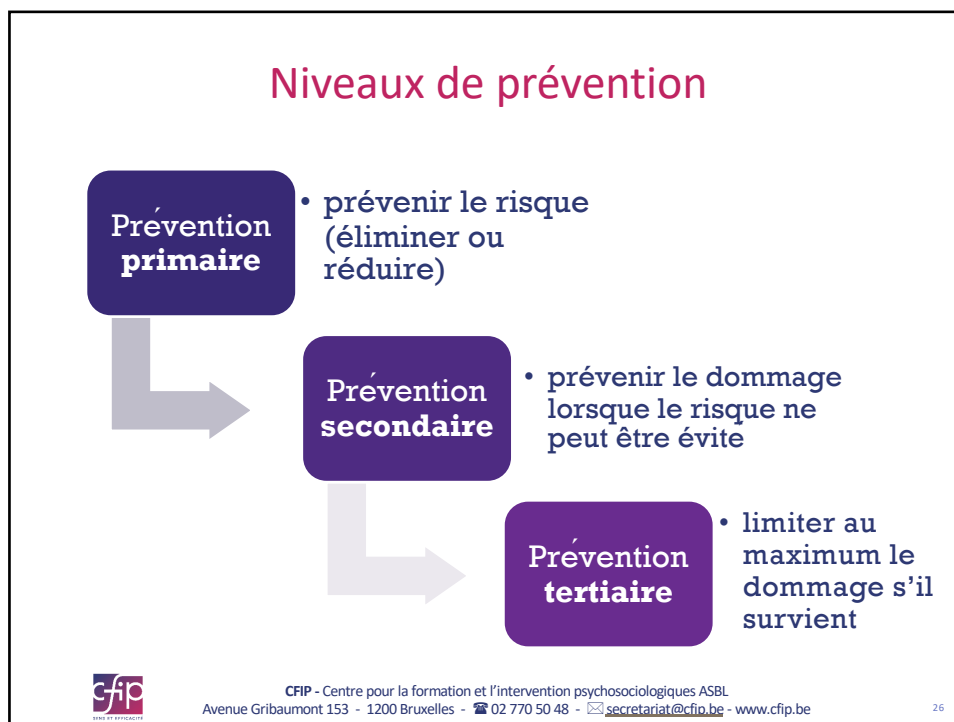 Niveaux de prévention
Prévention
primaire
• prévenir le risque
(éliminer ou
réduire)
Prévention
secondaire
• prévenir le dommage
lorsque le risque ne
peut être évite
Prévention
tertiaire
• limiter au
maximum le
dommage s’il
survient
cfip
SENS ET EFFICACITÉ
CFIP - Centre pour la formation et l’intervention psychosociologiques ASBL
Avenue Gribaumont 153 - 1200 Bruxelles - ☎ 02 770 50 48 - ✉ secretariat@cfip.be - www.cfip.be
26